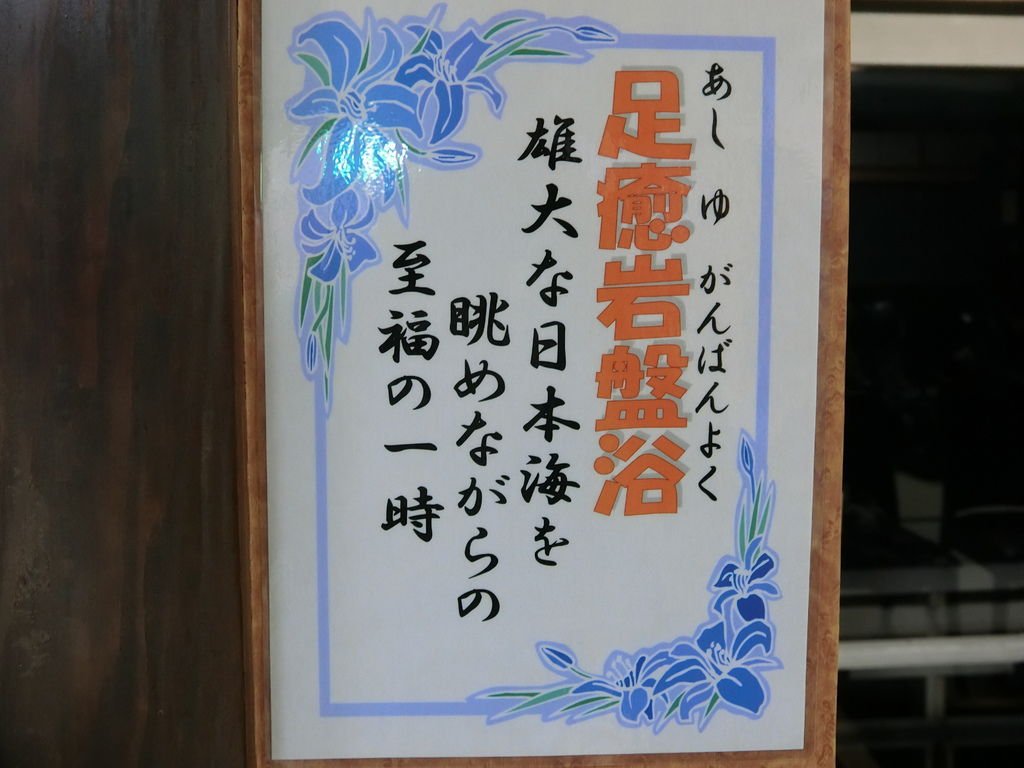 あし ゆ がんばんよく
足癒岩盤浴
雄大な日本海を
眺めながらの
至福の一時